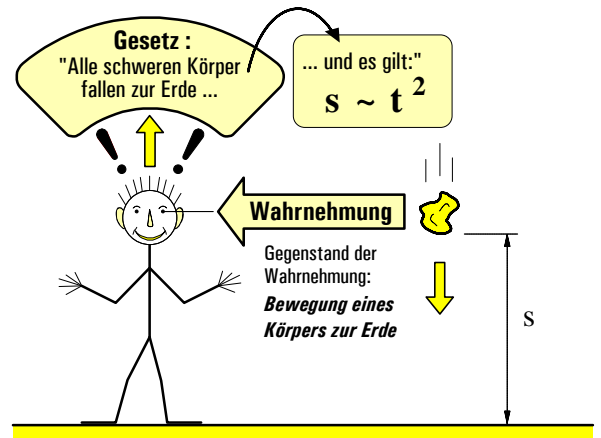 Gesetz :
"Alle schweren Körper
fallen zur Erde ...
... und es gilt:"
s ~ t 2
Wahrnehmung
Gegenstand der
Wahrnehmung:
Bewegung eines
Körpers zur Erde
s